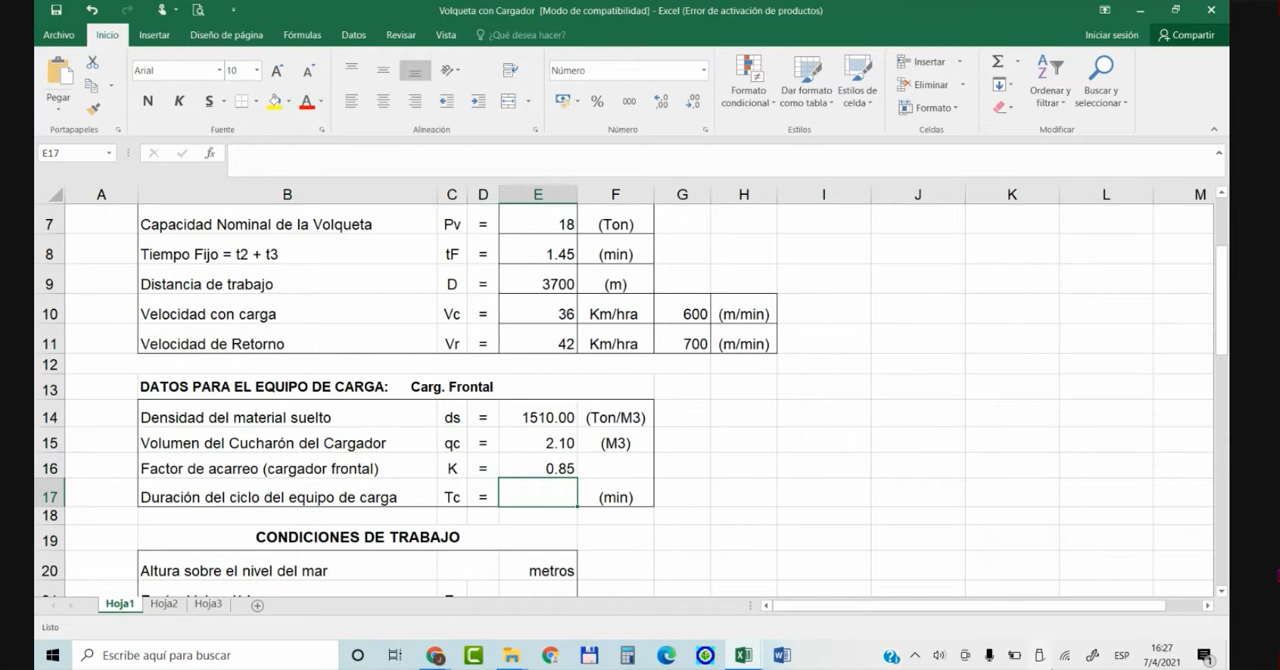 Volqueta con Cargador [Modo de compatibilidad] - Excel (Error de activación de productos)
Archivo Inicio Insertar Diseño de página Fórmulas Datos Revisar Vista ¿Qué desea hacer? Iniciar sesión Compartir
Pegar
Arial 10
N K S A
Número
% 000
Formato condicional
Dar formato como tabla
Estilos de celda
Insertar
Eliminar
Formato
Ordenar y filtrar
Buscar y seleccionar
Portapapeles Fuente Alineación Número Estilos Celdas Modificar
E17 fx
A B C D E F G H I J K L M
7 Capacidad Nominal de la Volqueta Pv = 18 (Ton)
8 Tiempo Fijo = t2 + t3 tF = 1.45 (min)
9 Distancia de trabajo D = 3700 (m)
10 Velocidad con carga Vc = 36 Km/hra 600 (m/min)
11 Velocidad de Retorno Vr = 42 Km/hra 700 (m/min)
12
13 DATOS PARA EL EQUIPO DE CARGA: Carg. Frontal
14 Densidad del material suelto ds = 1510.00 (Ton/M3)
15 Volumen del Cucharón del Cargador qc = 2.10 (M3)
16 Factor de acarreo (cargador frontal) K = 0.85
17 Duración del ciclo del equipo de carga Tc = (min)
18
19 CONDICIONES DE TRABAJO
20 Altura sobre el nivel del mar metros
Hoja1 Hoja2 Hoja3
Listo
Escribe aquí para buscar
ESP
16:27
7/4/2021